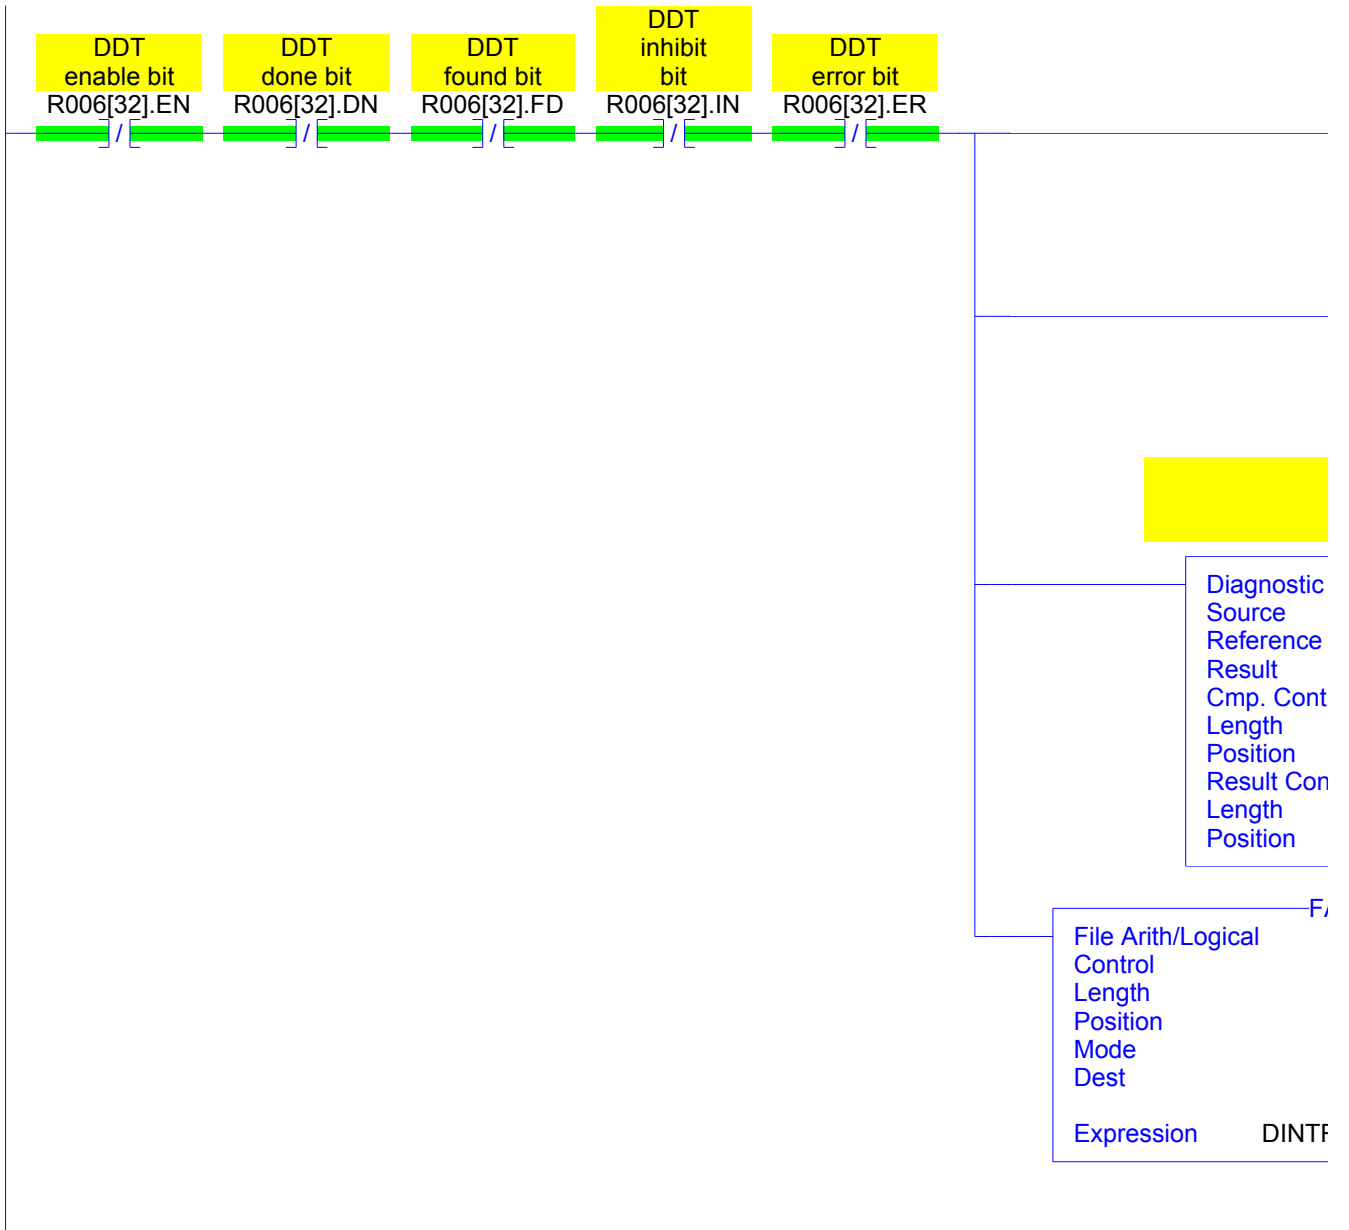 DDT
enable bit
R006[32].EN
DDT
done bit
R006[32].DN
DDT
found bit
R006[32].FD
DDT
inhibit
bit
R006[32].IN
DDT
error bit
R006[32].ER
/
/
/
/
/
Diagnostic
Source
Reference
Result
Cmp. Cont
Length
Position
Result Con
Length
Position
FA
File Arith/Logical
Control
Length
Position
Mode
Dest
Expression DINTF